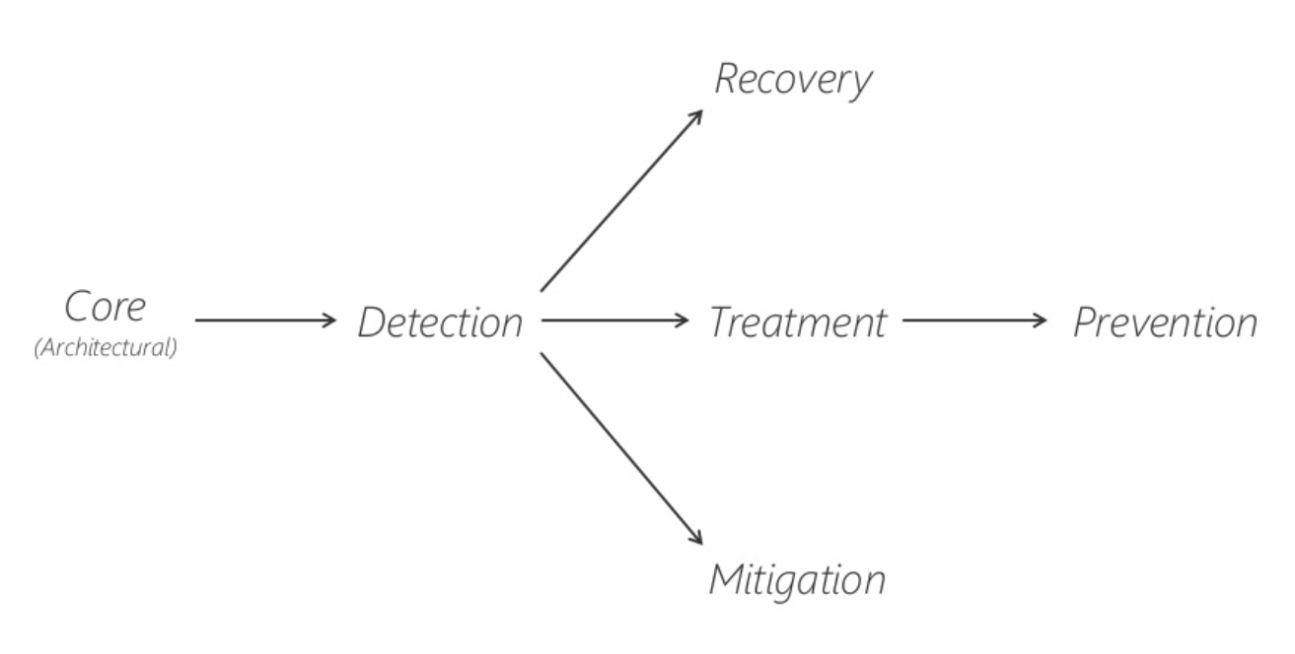 Recovery
Core
(Architectural)
Detection
Treatment
Prevention
Mitigation